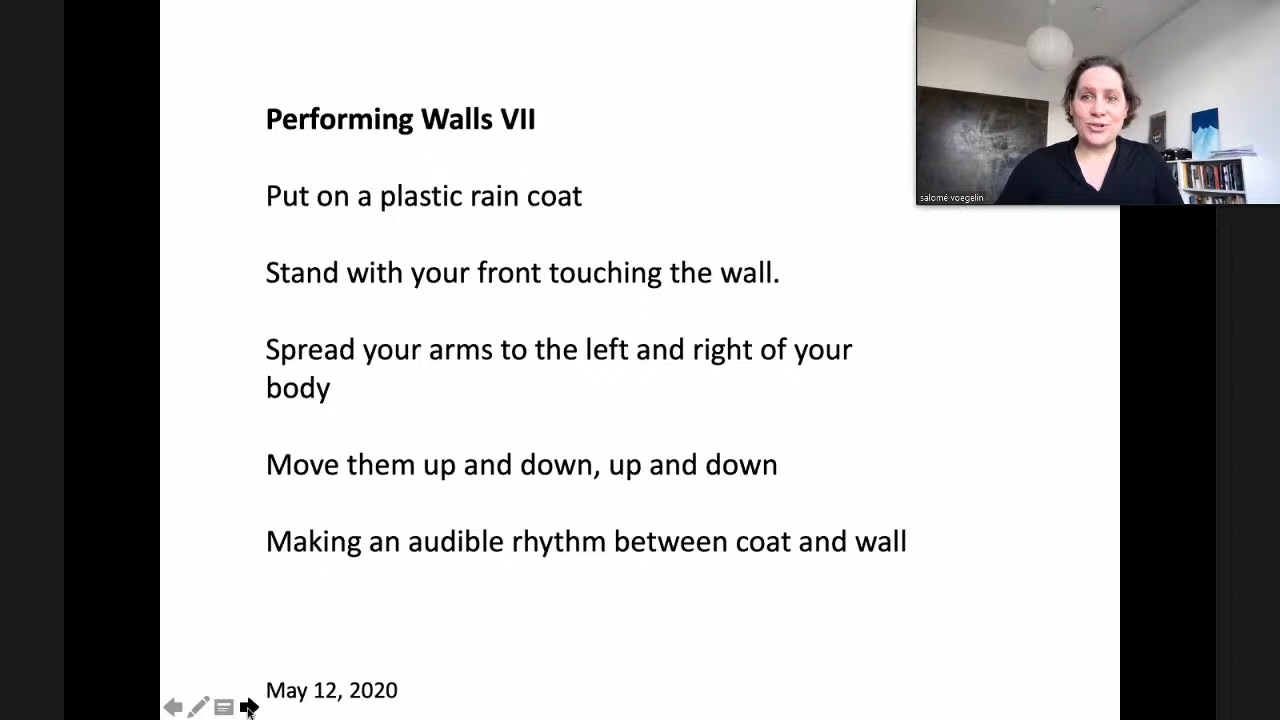 Performing Walls VII
Put on a plastic rain coat
Stand with your front touching the wall.
Spread your arms to the left and right of your
body
Move them up and down, up and down
Making an audible rhythm between coat and wall
May 12, 2020
salomé voegelin